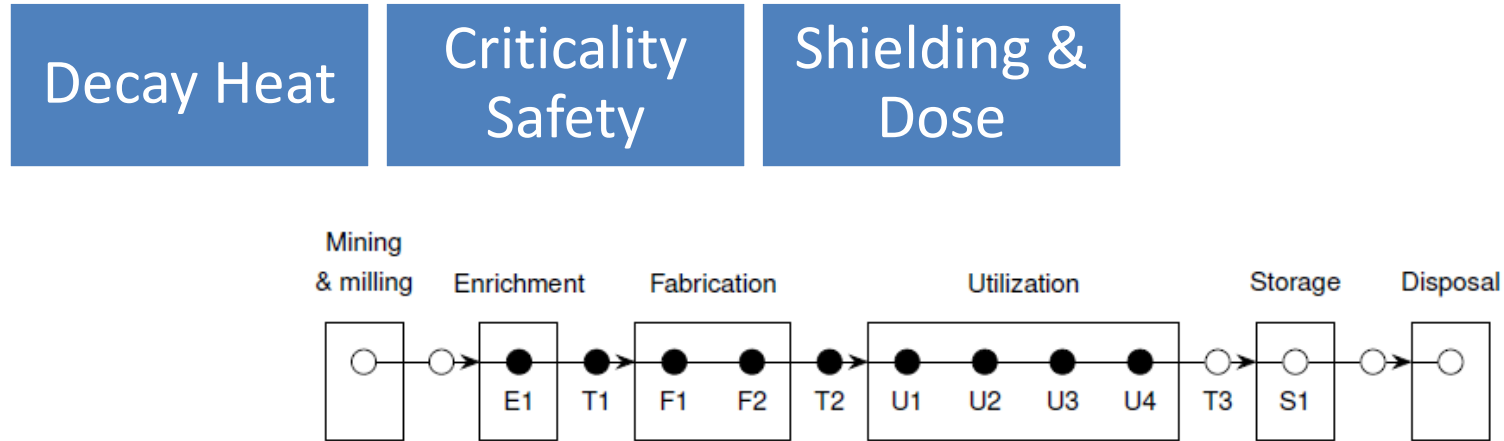 Decay Heat
Criticality
Safety
Shielding &
Dose
Mining
& milling
Enrichment
Fabrication
Utilization
Storage
Disposal
E1
T1
F1
F2
T2
U1
U2
U3
U4
T3
S1